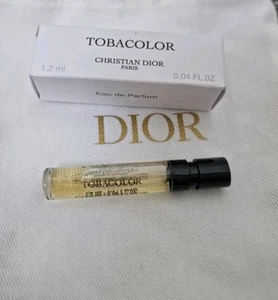 TOBACOLOR
CHRISTIAN DIOR
PARIS
1,2 ml
0.04 FL.OZ
Eau de Parfum
DIOR
TOBACOLOR